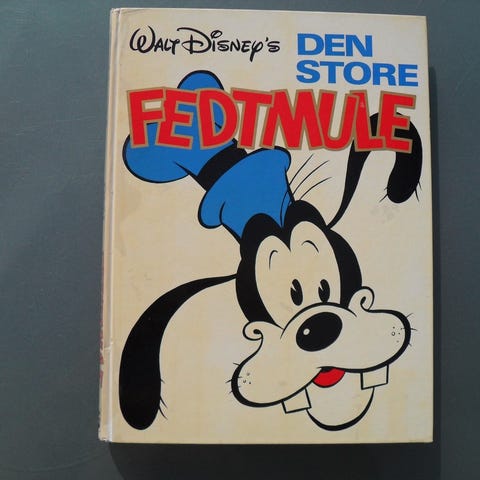 WALT DISNEY'S
DEN
STORE
FEDTMULE